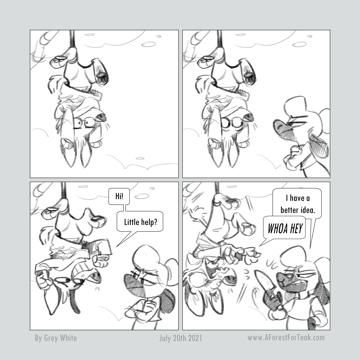 Hi!
Little help?
I have a
better idea.
WHOA HEY
By Grey White
July 20th 2021
www.AForestForTeak.com